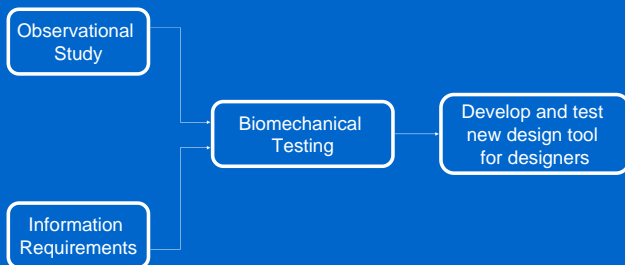 Observational
Study
Biomechanical
Testing
Develop and test
new design tool
for designers
Information
Requirements